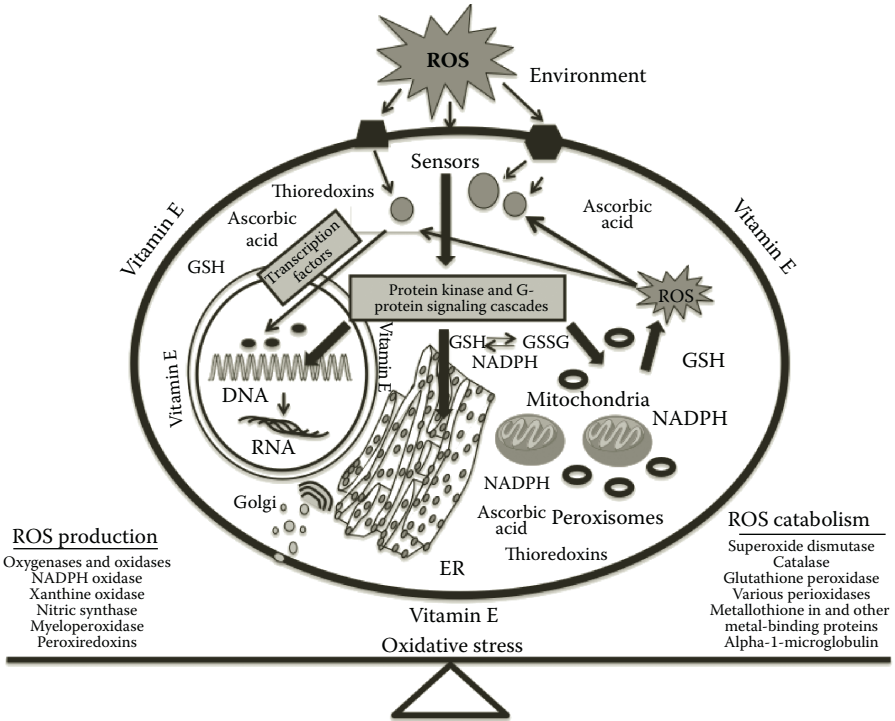 ROS
Environment
Sensors
Thioredoxins
Ascorbic
acid
Ascorbic
acid
Vitamin E
Vitamin E
GSH
Transcription
factors
Protein kinase and G-
protein signaling cascades
ROS
Vitamin E
Vitamin E
GSH GSSG
NADPH
GSH
DNA
RNA
Mitochondria
NADPH
NADPH
Golgi
Ascorbic
acid
Peroxisomes
Thioredoxins
ER
ROS production
Oxygenases and oxidases
NADPH oxidase
Xanthine oxidase
Nitric synthase
Myeloperoxidase
Peroxiredoxins
ROS catabolism
Superoxide dismutase
Catalase
Glutathione peroxidase
Various perioxidases
Metallothione in and other
metal-binding proteins
Alpha-1-microglobulin
Vitamin E
Oxidative stress